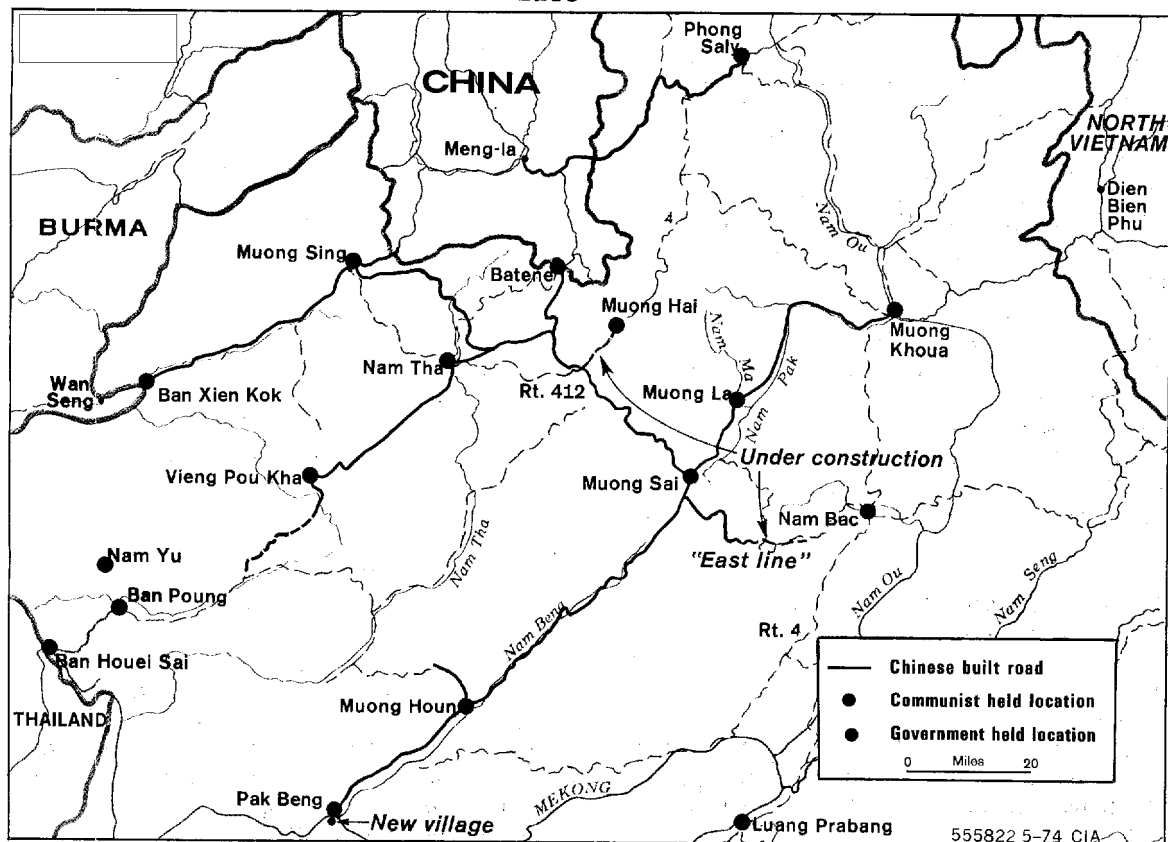 Phong
Saly
CHINA
NORTH
VIETNAM
Meng-la
Dien
Bien
Phu
4
BURMA
Nam Ou
Muong Sing
Batene
Muong Hai
Muong
Khoua
Nam
Ma
Pak
Nam
Nam Tha
Rt. 412
Muong La
Wan
Seng
Ban Xien Kok
Under construction
Vieng Pou Kha
Muong Sai
Nam Bac
"East line"
Nam Tha
Nam Yu
Ban Poung
Nam Beng
Nam Ou
Nam Seng
Rt. 4
Ban Houei Sai
THAILAND
Muong Houn
Chinese built road
Communist held location
Government held location
0 Miles 20
Pak Beng
New village
MEKONG
Luang Prabang
555822 5-74 CIA